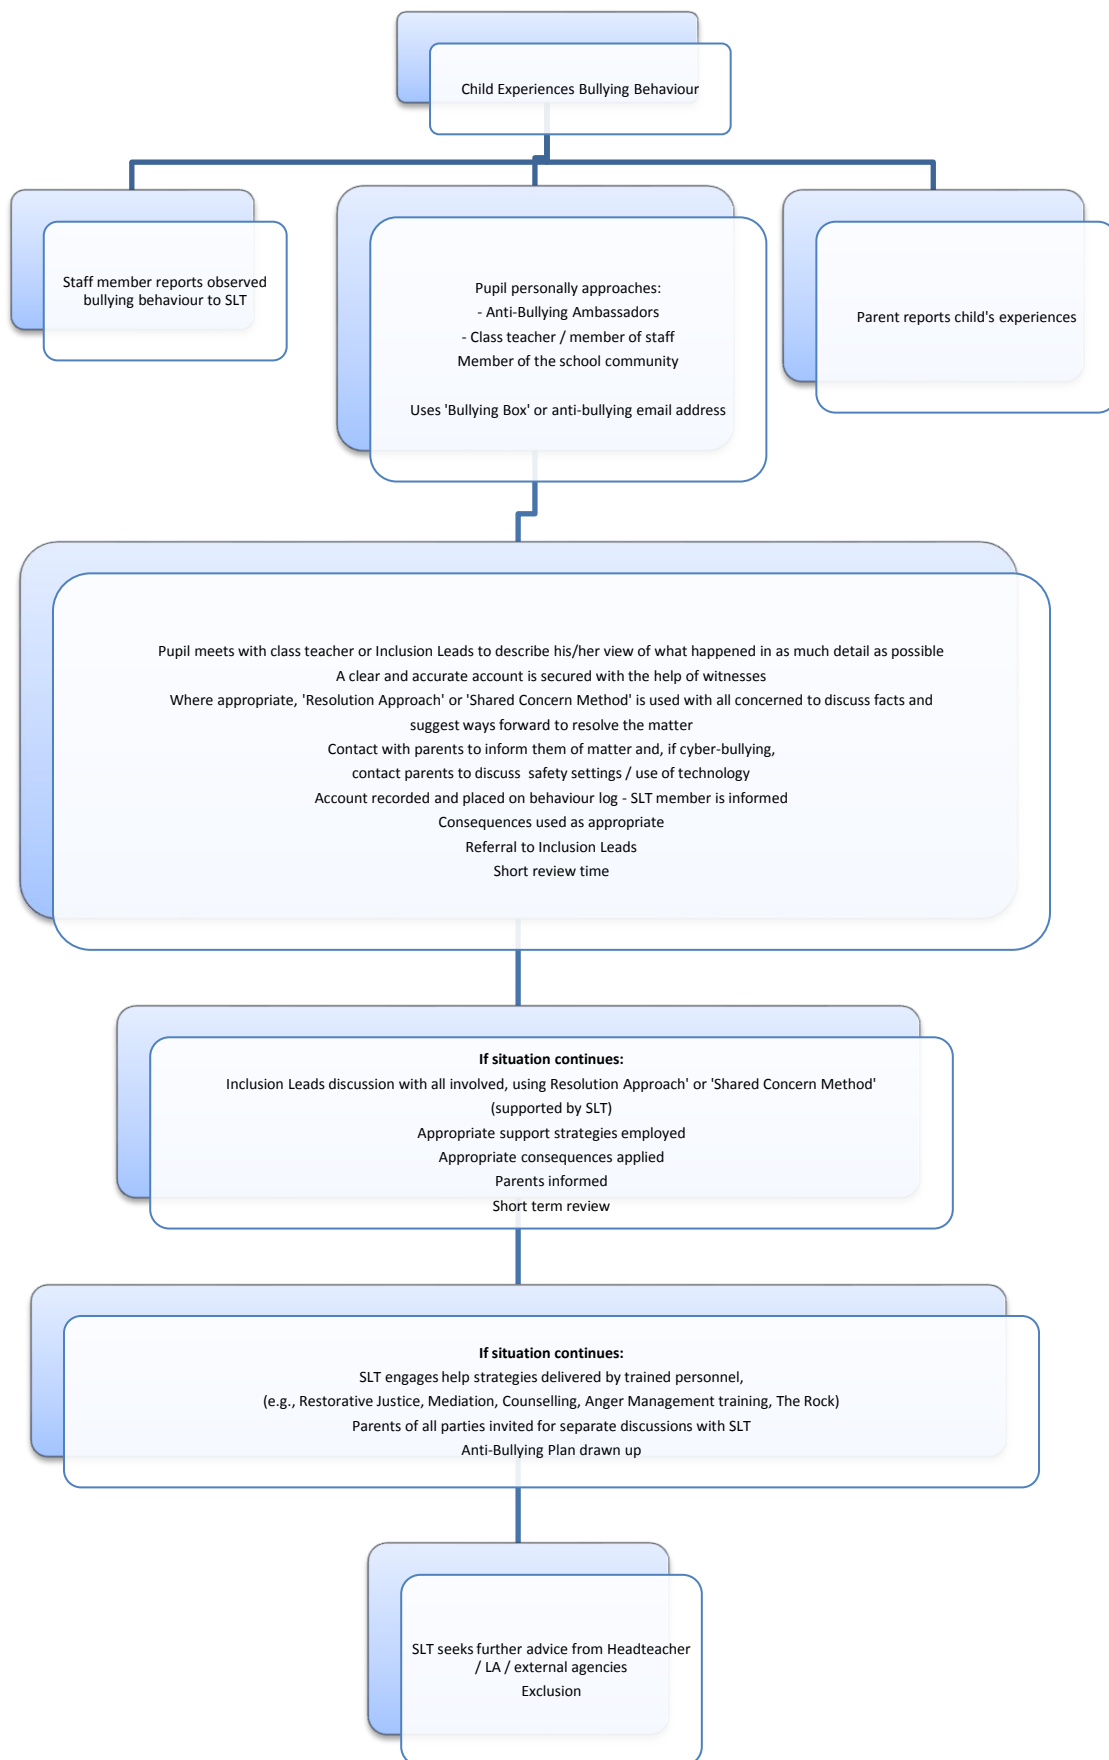 Child Experiences Bullying Behaviour
Staff member reports observed
bullying behaviour to SLT
Pupil personally approaches:
- Anti-Bullying Ambassadors
- Class teacher / member of staff
Member of the school community
Uses 'Bullying Box' or anti-bullying email address
Parent reports child's experiences
Pupil meets with class teacher or Inclusion Leads to describe his/her view of what happened in as much detail as possible
A clear and accurate account is secured with the help of witnesses
Where appropriate, 'Resolution Approach' or 'Shared Concern Method' is used with all concerned to discuss facts and
suggest ways forward to resolve the matter
Contact with parents to inform them of matter and, if cyber-bullying,
contact parents to discuss  safety settings / use of technology
Account recorded and placed on behaviour log - SLT member is informed
Consequences used as appropriate
Referral to Inclusion Leads
Short review time
If situation continues:
Inclusion Leads discussion with all involved, using Resolution Approach' or 'Shared Concern Method'
(supported by SLT)
Appropriate support strategies employed
Appropriate consequences applied
Parents informed
Short term review
If situation continues:
SLT engages help strategies delivered by trained personnel,
(e.g., Restorative Justice, Mediation, Counselling, Anger Management training, The Rock)
Parents of all parties invited for separate discussions with SLT
Anti-Bullying Plan drawn up
SLT seeks further advice from Headteacher
/ LA / external agencies
Exclusion